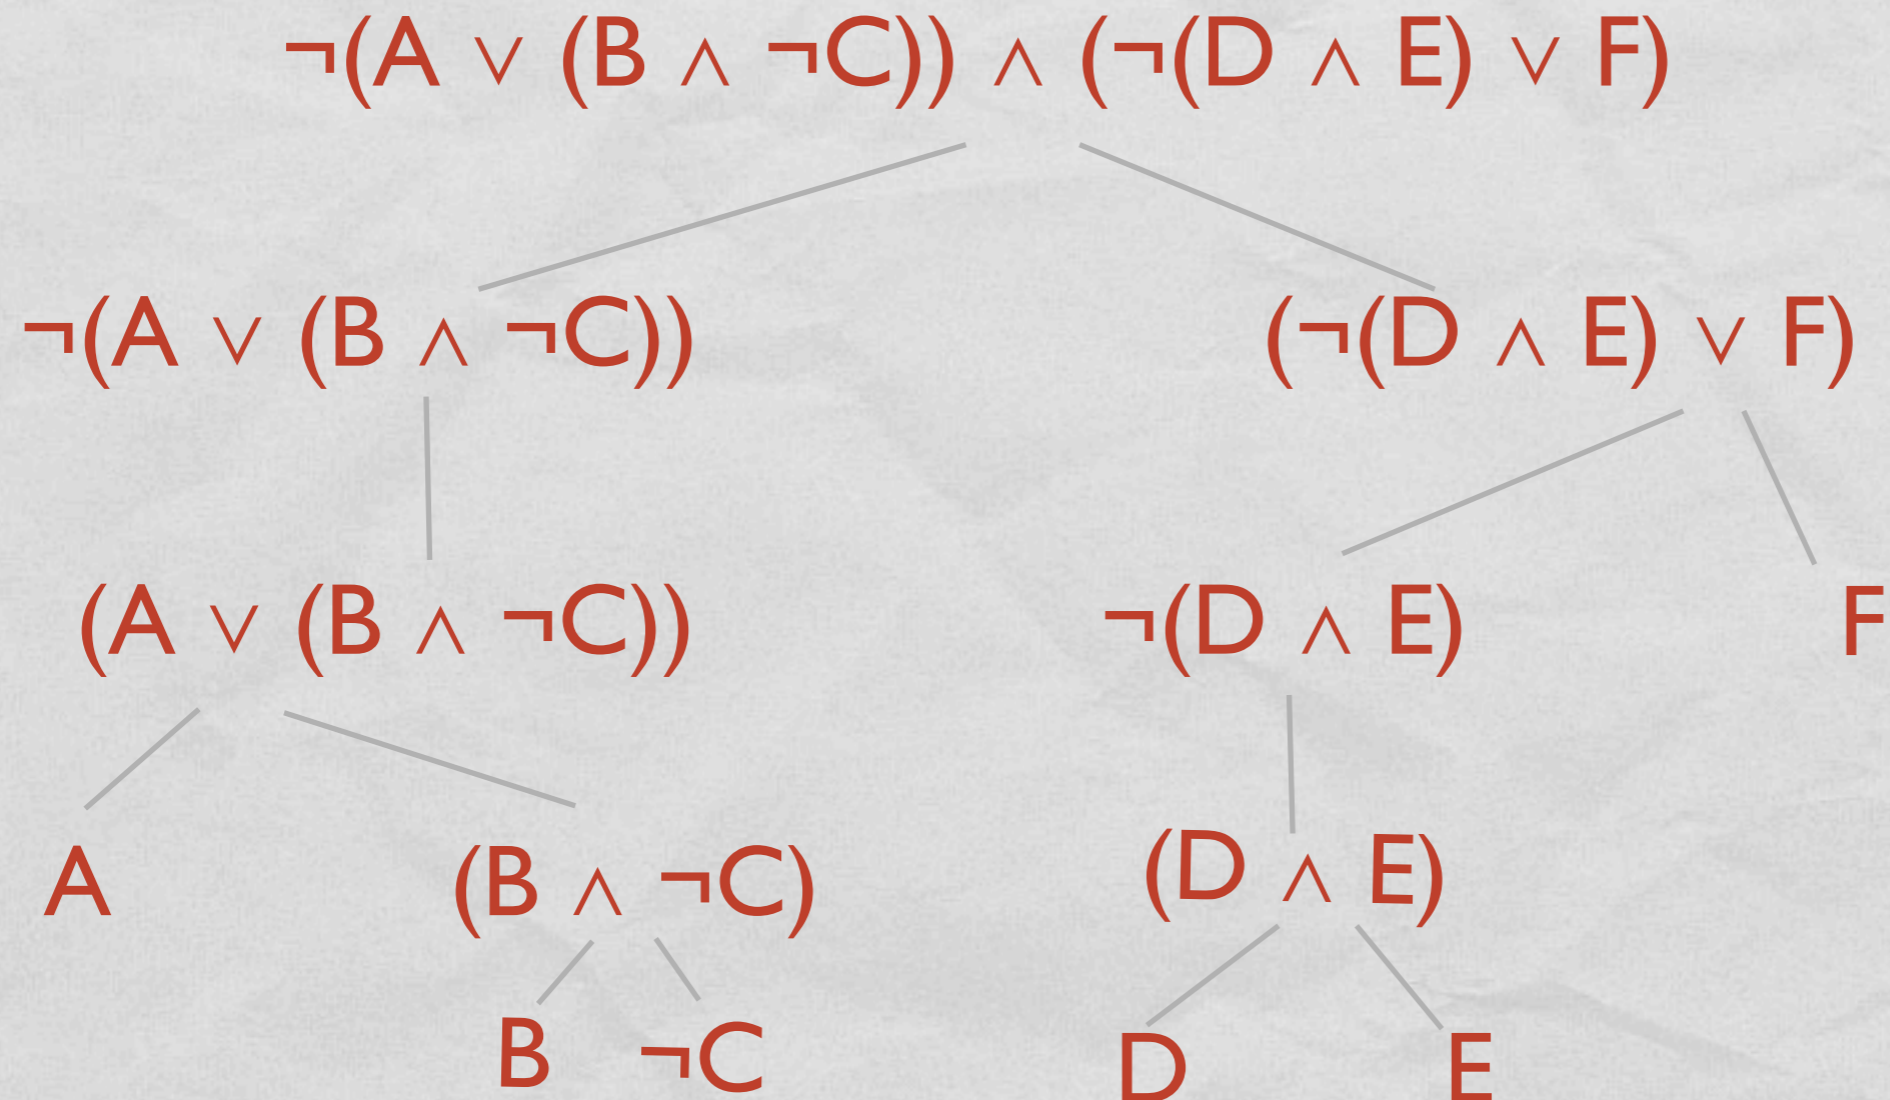 ¬(A ∨ (B ∧ ¬C)) ∧ (¬(D ∧ E) ∨ F)
¬(A ∨ (B ∧ ¬C))
(¬(D ∧ E) ∨ F)
(A ∨ (B ∧ ¬C))
¬(D ∧ E)
F
A
(B ∧ ¬C)
(D ∧ E)
B
¬C
D
E